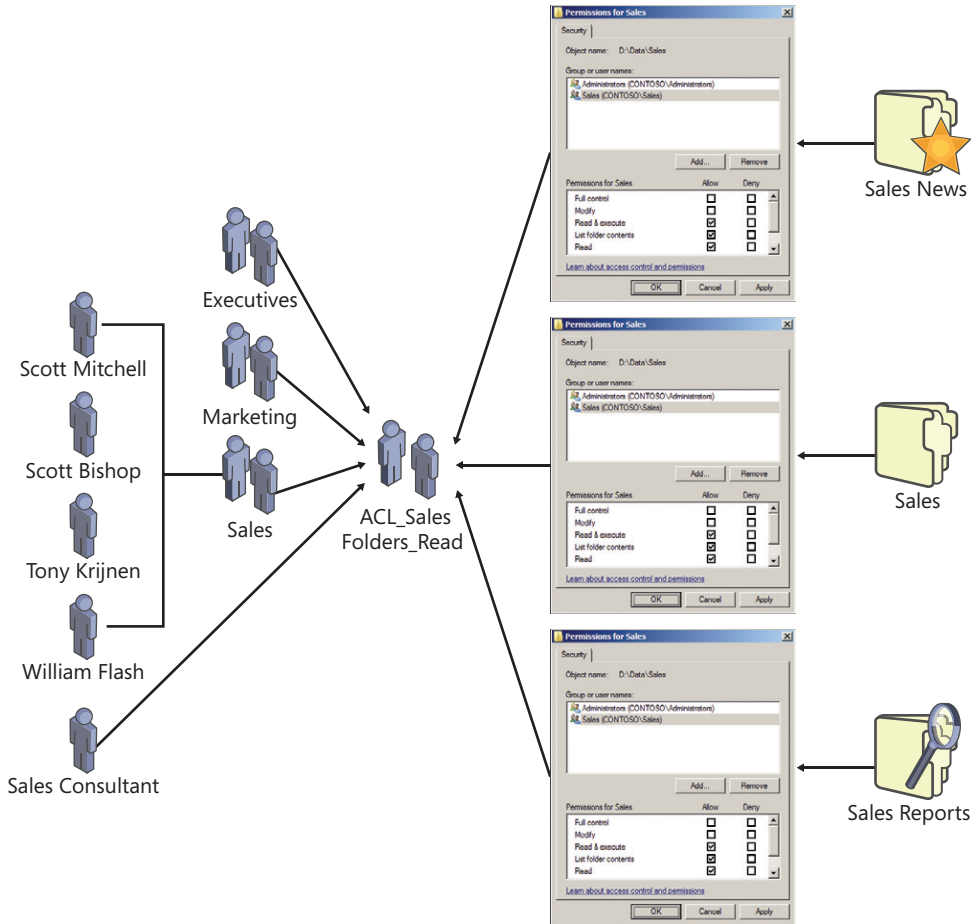 Executives
Marketing
Sales
Scott Mitchell
Scott Bishop
Tony Krijnen
William Flash
Sales Consultant
ACL_Sales
Folders_Read
Permissions for Sales
Security
Object name: D:\Data\Sales
Group or user names:
Administrators (CONTOSO\Administrators)
Sales (CONTOSO\Sales)
Add... Remove
Permissions for Sales Allow Deny
Full control
Modify
Read & execute
List folder contents
Read
Learn about access control and permissions
OK Cancel Apply
Sales News
Permissions for Sales
Security
Object name: D:\Data\Sales
Group or user names:
Administrators (CONTOSO\Administrators)
Sales (CONTOSO\Sales)
Add... Remove
Permissions for Sales Allow Deny
Full control
Modify
Read & execute
List folder contents
Read
Learn about access control and permissions
OK Cancel Apply
Sales
Permissions for Sales
Security
Object name: D:\Data\Sales
Group or user names:
Administrators (CONTOSO\Administrators)
Sales (CONTOSO\Sales)
Add... Remove
Permissions for Sales Allow Deny
Full control
Modify
Read & execute
List folder contents
Read
Learn about access control and permissions
OK Cancel Apply
Sales Reports